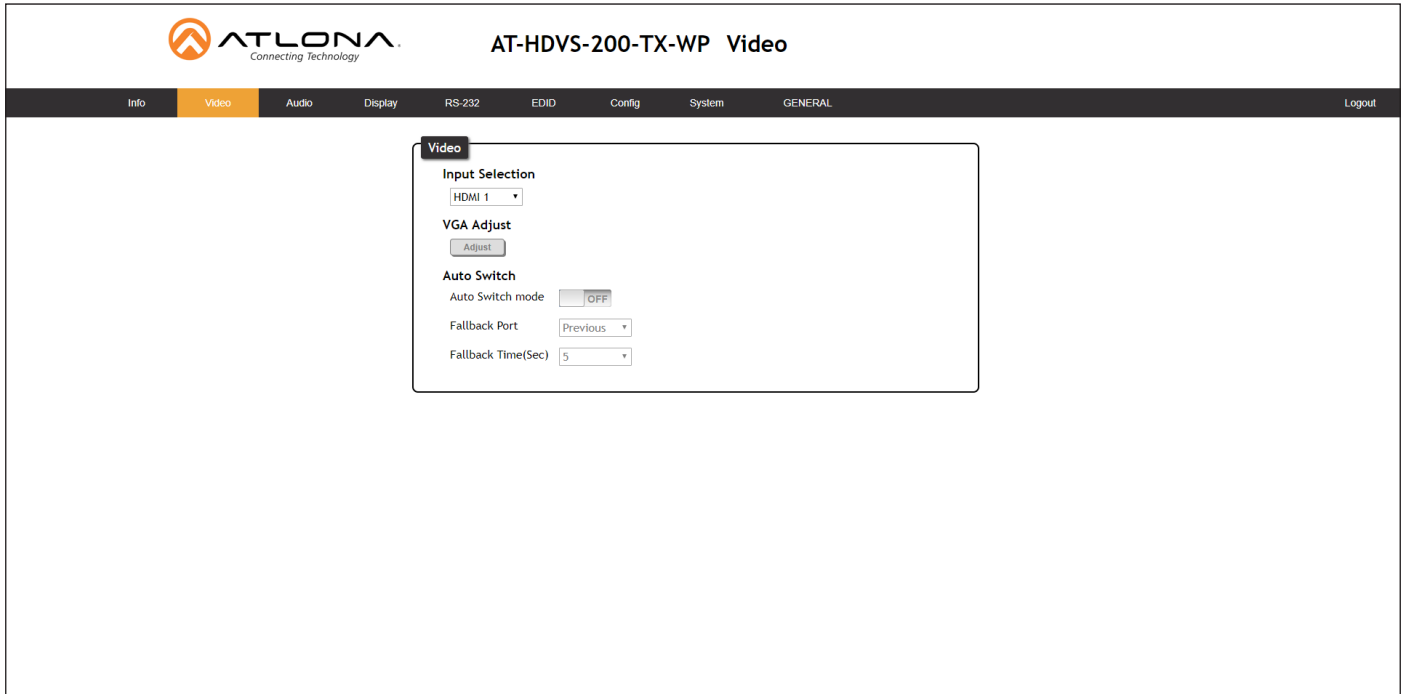 ATLONA.
Connecting Technology
AT-HDVS-200-TX-WP Video
Info Video Audio Display RS-232 EDID Config System GENERAL Logout
Video
Input Selection
HDMI 1
VGA Adjust
Adjust
Auto Switch
Auto Switch mode OFF
Fallback Port Previous
Fallback Time(Sec) 5